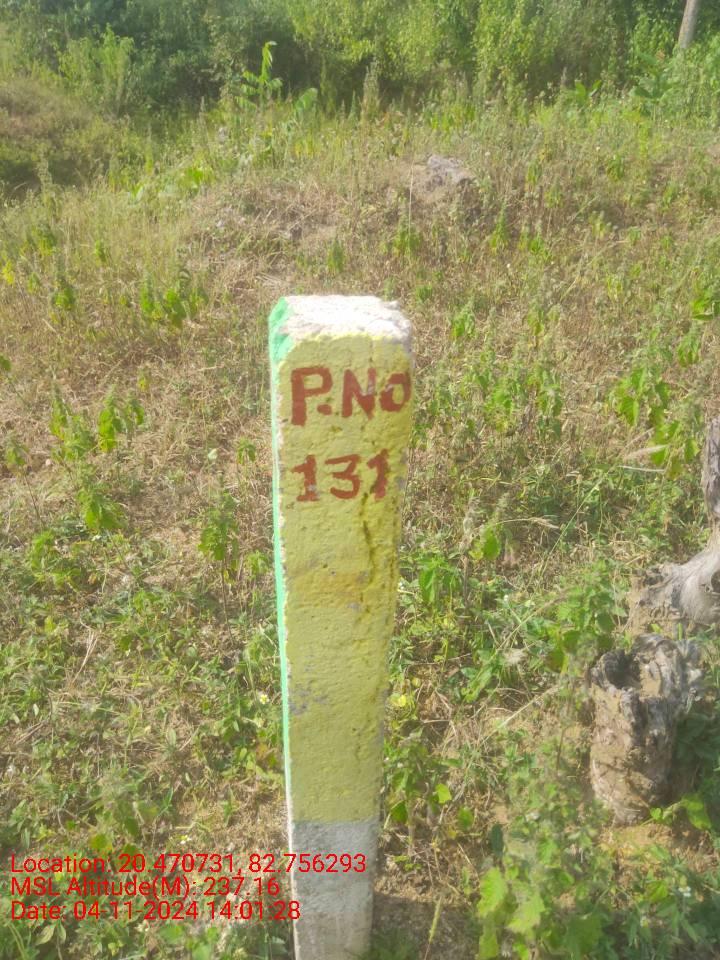 P.No
131
Location: 20.470731, 82.756293
MSL Altitude(M): 237.16
Date: 04-11-2024 14:01:28